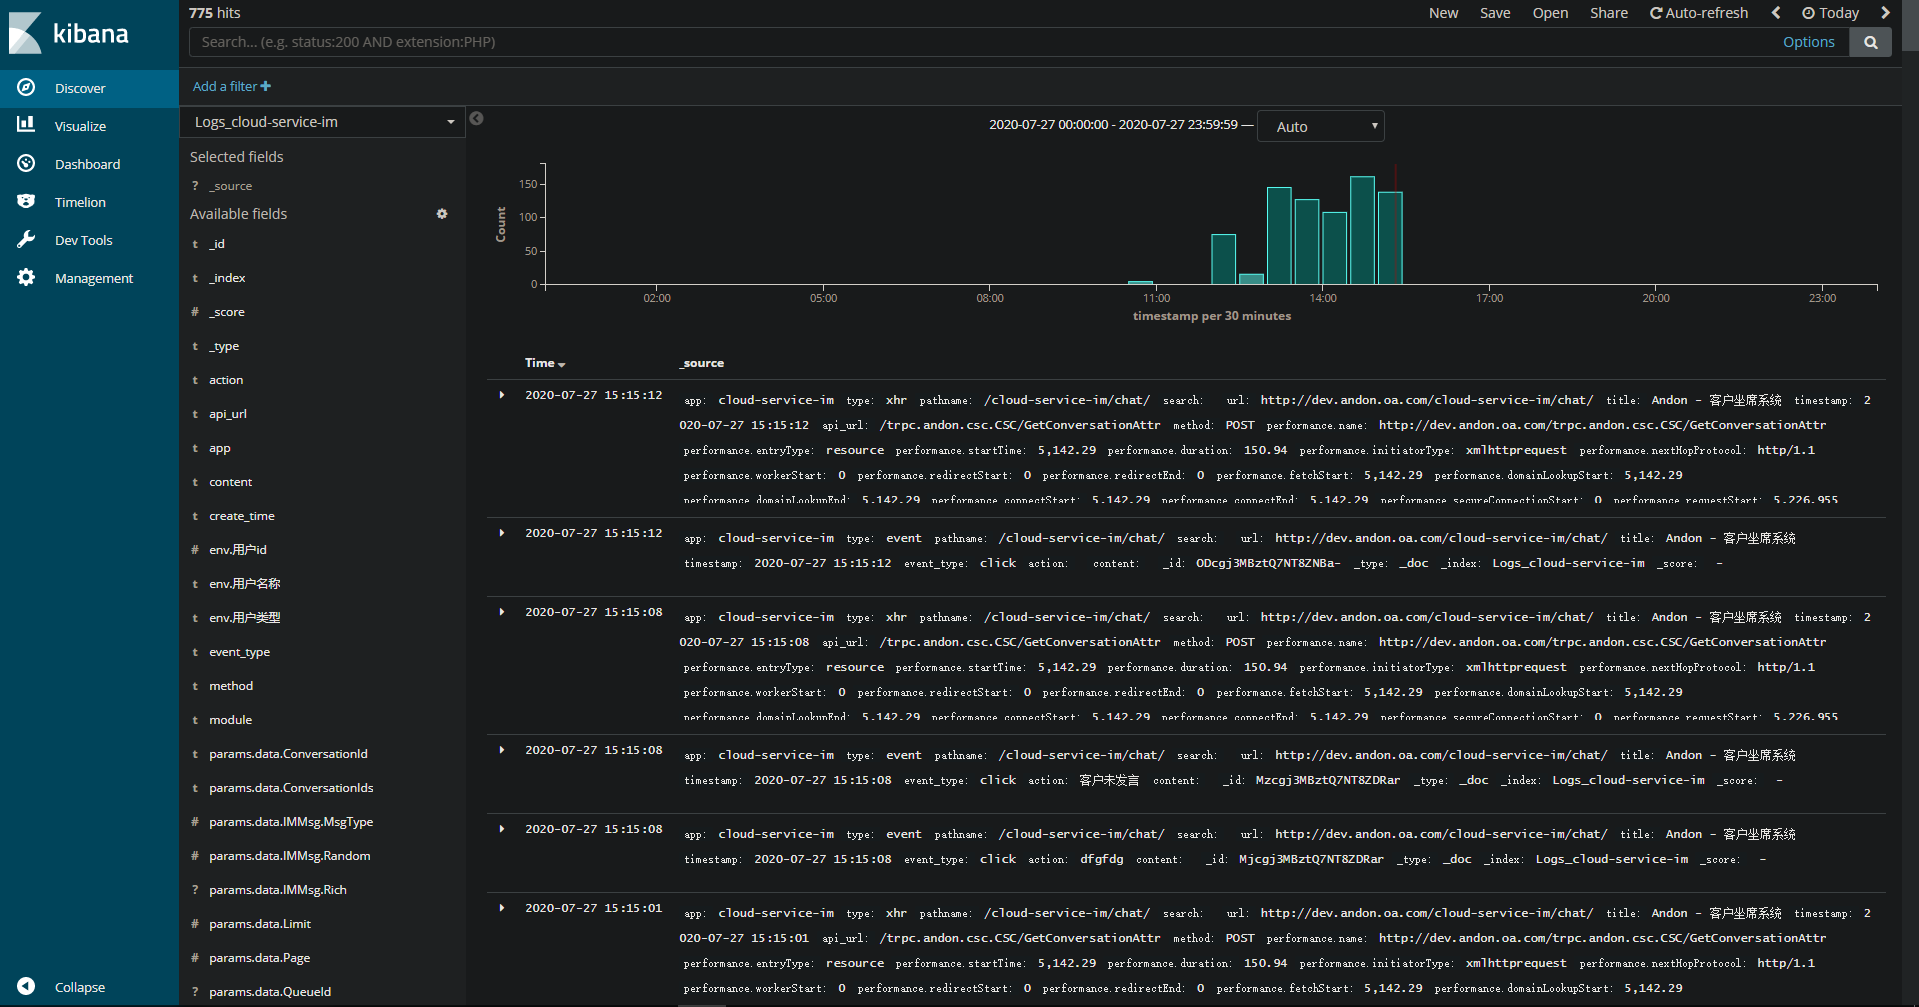 kibana
Discover
Visualize
Dashboard
Timelion
Dev Tools
Management
Collapse
775 hits
New Save Open Share Auto-refresh Today
Search... (e.g. status:200 AND extension:PHP)
Options
Add a filter
Logs_cloud-service-im
Selected fields
? _source
Available fields
t _id
t _index
# _score
t _type
t action
t api_url
t app
t content
t create_time
# env.用户id
t env.用户名称
t env.用户类型
t event_type
t method
t module
t params.data.ConversationId
t params.data.ConversationIds
# params.data.IMMsg.MsgType
# params.data.IMMsg.Random
? params.data.IMMsg.Rich
# params.data.Limit
# params.data.Page
? params.data.QueueId
2020-07-27 00:00:00 - 2020-07-27 23:59:59 — Auto
Count
150
100
50
0
02:00 05:00 08:00 11:00 14:00 17:00 20:00 23:00
timestamp per 30 minutes
Time _source
2020-07-27 15:15:12 app: cloud-service-im type: xhr pathname: /cloud-service-im/chat/ search: url: http://dev.andon.oa.com/cloud-service-im/chat/ title: Andon - 客户坐席系统 timestamp: 2
020-07-27 15:15:12 api_url: /trpc.andon.csc.CSC/GetConversationAttr method: POST performance.name: http://dev.andon.oa.com/trpc.andon.csc.CSC/GetConversationAttr
performance.entryType: resource performance.startTime: 5,142.29 performance.duration: 150.94 performance.initiatorType: xmlhttprequest performance.nextHopProtocol: http/1.1
performance.workerStart: 0 performance.redirectStart: 0 performance.redirectEnd: 0 performance.fetchStart: 5,142.29 performance.domainLookupStart: 5,142.29
performance.domainLookupEnd: 5,142.29 performance.connectStart: 5,142.29 performance.connectEnd: 5,142.29 performance.secureConnectionStart: 0 performance.requestStart: 5,226.955
2020-07-27 15:15:12 app: cloud-service-im type: event pathname: /cloud-service-im/chat/ search: url: http://dev.andon.oa.com/cloud-service-im/chat/ title: Andon - 客户坐席系统
timestamp: 2020-07-27 15:15:12 event_type: click action: content: _id: ODcgj3MBztQ7NT8ZNBa- _type: _doc _index: Logs_cloud-service-im _score: -
2020-07-27 15:15:08 app: cloud-service-im type: xhr pathname: /cloud-service-im/chat/ search: url: http://dev.andon.oa.com/cloud-service-im/chat/ title: Andon - 客户坐席系统 timestamp: 2
020-07-27 15:15:08 api_url: /trpc.andon.csc.CSC/GetConversationAttr method: POST performance.name: http://dev.andon.oa.com/trpc.andon.csc.CSC/GetConversationAttr
performance.entryType: resource performance.startTime: 5,142.29 performance.duration: 150.94 performance.initiatorType: xmlhttprequest performance.nextHopProtocol: http/1.1
performance.workerStart: 0 performance.redirectStart: 0 performance.redirectEnd: 0 performance.fetchStart: 5,142.29 performance.domainLookupStart: 5,142.29
performance.domainLookupEnd: 5,142.29 performance.connectStart: 5,142.29 performance.connectEnd: 5,142.29 performance.secureConnectionStart: 0 performance.requestStart: 5,226.955
2020-07-27 15:15:08 app: cloud-service-im type: event pathname: /cloud-service-im/chat/ search: url: http://dev.andon.oa.com/cloud-service-im/chat/ title: Andon - 客户坐席系统
timestamp: 2020-07-27 15:15:08 event_type: click action: 客户未发言 content: _id: Mzcgj3MBztQ7NT8ZDRar _type: _doc _index: Logs_cloud-service-im _score: -
2020-07-27 15:15:08 app: cloud-service-im type: event pathname: /cloud-service-im/chat/ search: url: http://dev.andon.oa.com/cloud-service-im/chat/ title: Andon - 客户坐席系统
timestamp: 2020-07-27 15:15:08 event_type: click action: dfgfdg content: _id: Mjcgj3MBztQ7NT8ZDRar _type: _doc _index: Logs_cloud-service-im _score: -
2020-07-27 15:15:01 app: cloud-service-im type: xhr pathname: /cloud-service-im/chat/ search: url: http://dev.andon.oa.com/cloud-service-im/chat/ title: Andon - 客户坐席系统 timestamp: 2
020-07-27 15:15:01 api_url: /trpc.andon.csc.CSC/GetConversationAttr method: POST performance.name: http://dev.andon.oa.com/trpc.andon.csc.CSC/GetConversationAttr
performance.entryType: resource performance.startTime: 5,142.29 performance.duration: 150.94 performance.initiatorType: xmlhttprequest performance.nextHopProtocol: http/1.1
performance.workerStart: 0 performance.redirectStart: 0 performance.redirectEnd: 0 performance.fetchStart: 5,142.29 performance.domainLookupStart: 5,142.29